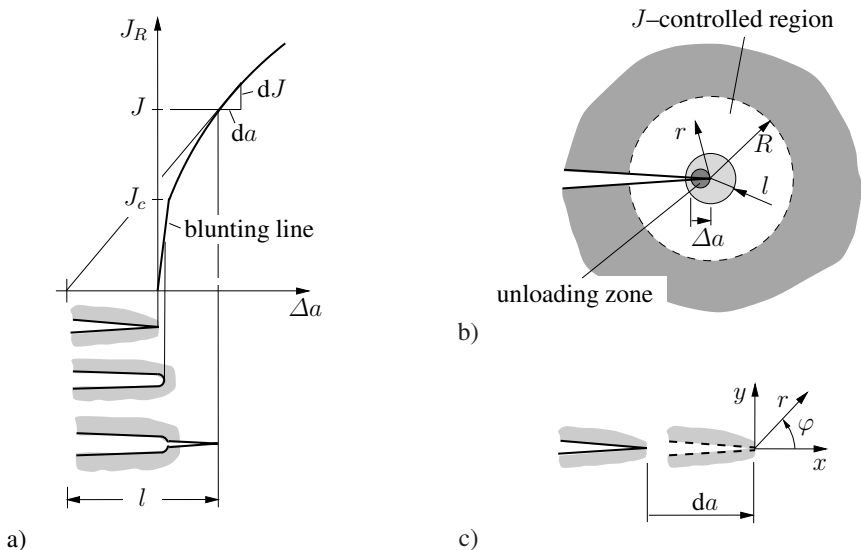 J_R
J
dJ
da
J_c
blunting line
Δa
l
a)
J–controlled region
r
R
l
Δa
unloading zone
b)
y
r
φ
x
da
c)